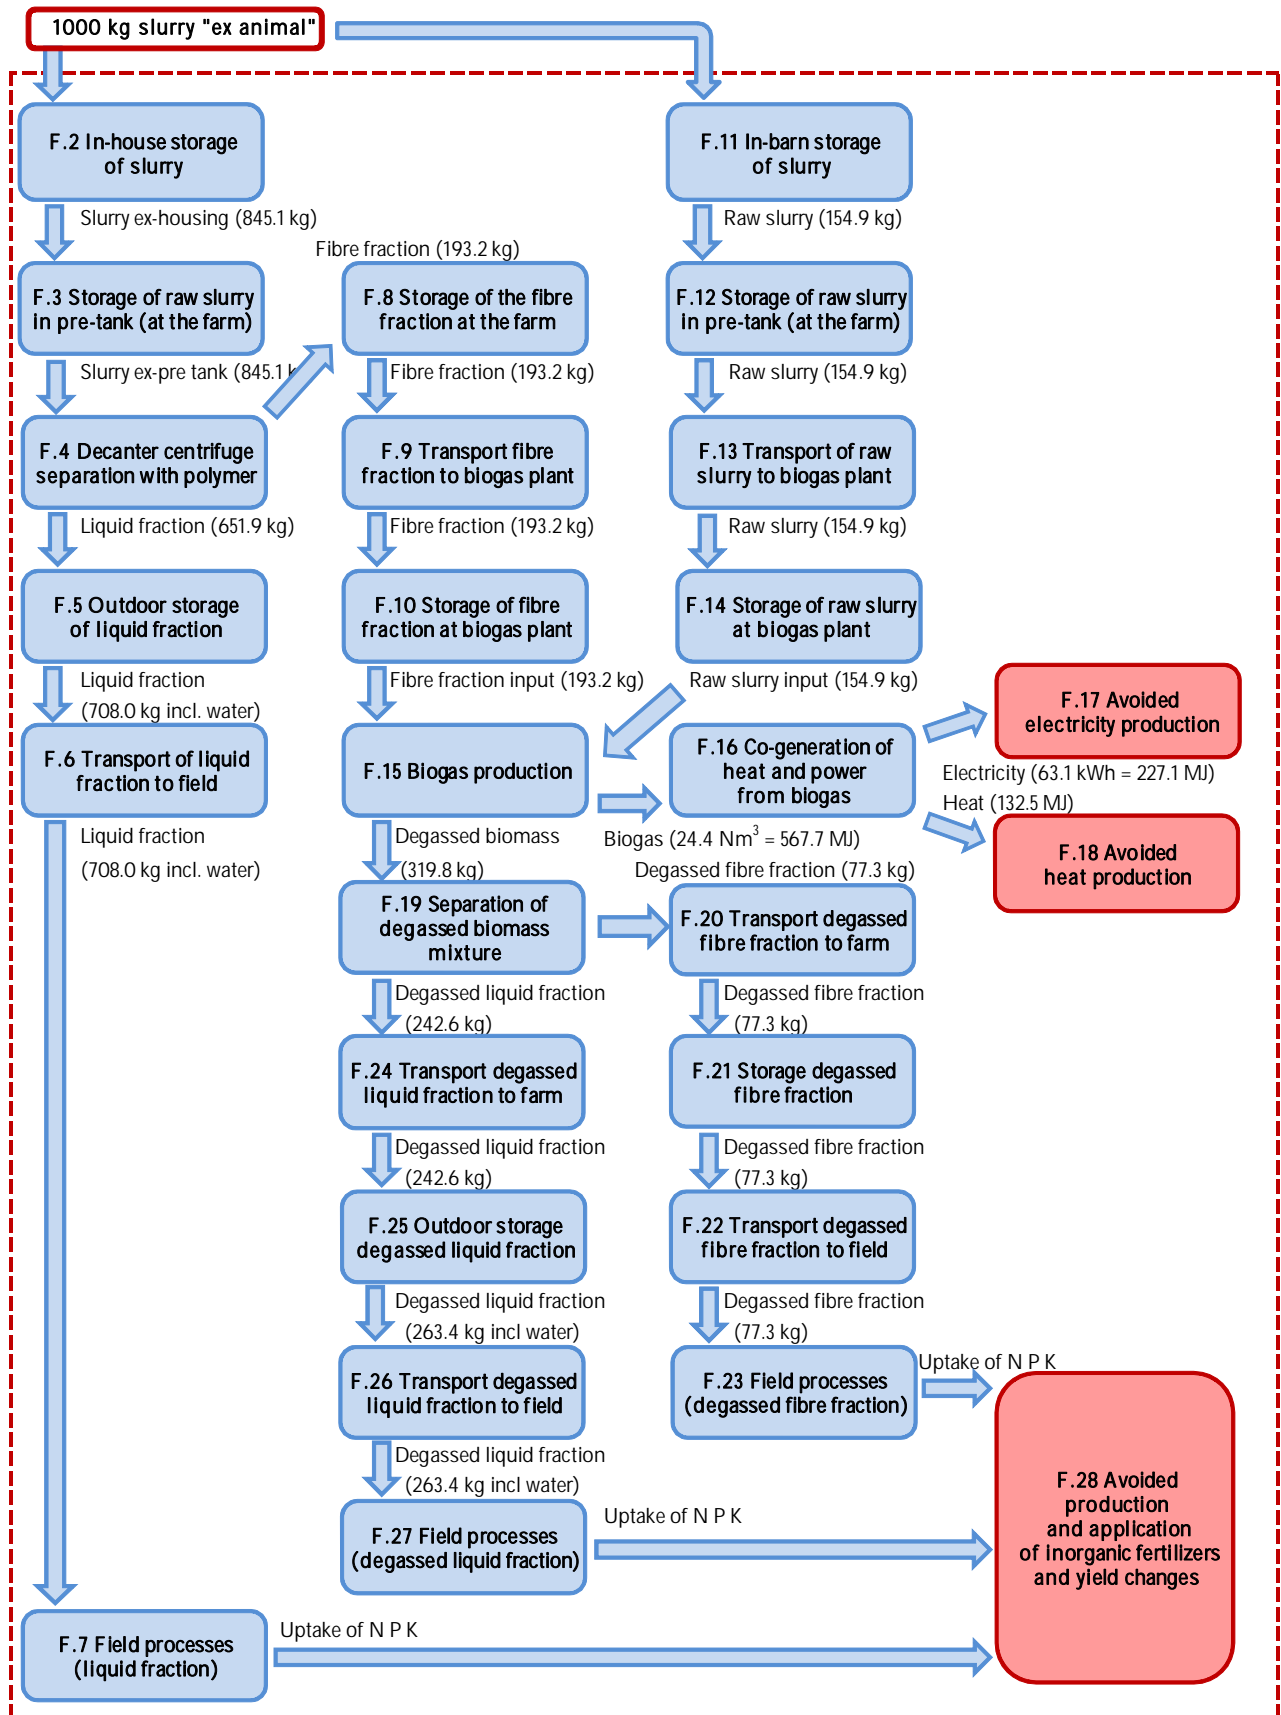 1000 kg slurry "ex animal"
F.2 In-house storage
of slurry
Slurry ex-housing (845.1 kg)
F.3 Storage of raw slurry
in pre-tank (at the farm)
Slurry ex-pre tank (845.1 k
F.4 Decanter centrifuge
separation with polymer
Liquid fraction (651.9 kg)
F.5 Outdoor storage
of liquid fraction
Liquid fraction
(708.0 kg incl. water)
F.6 Transport of liquid
fraction to field
Liquid fraction
(708.0 kg incl. water)
F.7 Field processes
(liquid fraction)
Uptake of N P K
Fibre fraction (193.2 kg)
F.8 Storage of the fibre
fraction at the farm
Fibre fraction (193.2 kg)
F.9 Transport fibre
fraction to biogas plant
Fibre fraction (193.2 kg)
F.10 Storage of fibre
fraction at biogas plant
Fibre fraction input (193.2 kg)
F.15 Biogas production
Degassed biomass
(319.8 kg)
F.19 Separation of
degassed biomass
mixture
Degassed liquid fraction
(242.6 kg)
F.24 Transport degassed
liquid fraction to farm
Degassed liquid fraction
(242.6 kg)
F.25 Outdoor storage
degassed liquid fraction
Degassed liquid fraction
(263.4 kg incl water)
F.26 Transport degassed
liquid fraction to field
Degassed liquid fraction
(263.4 kg incl water)
F.27 Field processes
(degassed liquid fraction)
Uptake of N P K
F.11 In-barn storage
of slurry
Raw slurry (154.9 kg)
F.12 Storage of raw slurry
in pre-tank (at the farm)
Raw slurry (154.9 kg)
F.13 Transport of raw
slurry to biogas plant
Raw slurry (154.9 kg)
F.14 Storage of raw slurry
at biogas plant
Raw slurry input (154.9 kg)
F.16 Co-generation of
heat and power
from biogas
Biogas (24.4 Nm³ = 567.7 MJ)
Degassed fibre fraction (77.3 kg)
F.20 Transport degassed
fibre fraction to farm
Degassed fibre fraction
(77.3 kg)
F.21 Storage degassed
fibre fraction
Degassed fibre fraction
(77.3 kg)
F.22 Transport degassed
fibre fraction to field
Degassed fibre fraction
(77.3 kg)
F.23 Field processes
(degassed fibre fraction)
Uptake of N P K
F.17 Avoided
electricity production
Electricity (63.1 kWh = 227.1 MJ)
Heat (132.5 MJ)
F.18 Avoided
heat production
F.28 Avoided
production
and application
of inorganic fertilizers
and yield changes